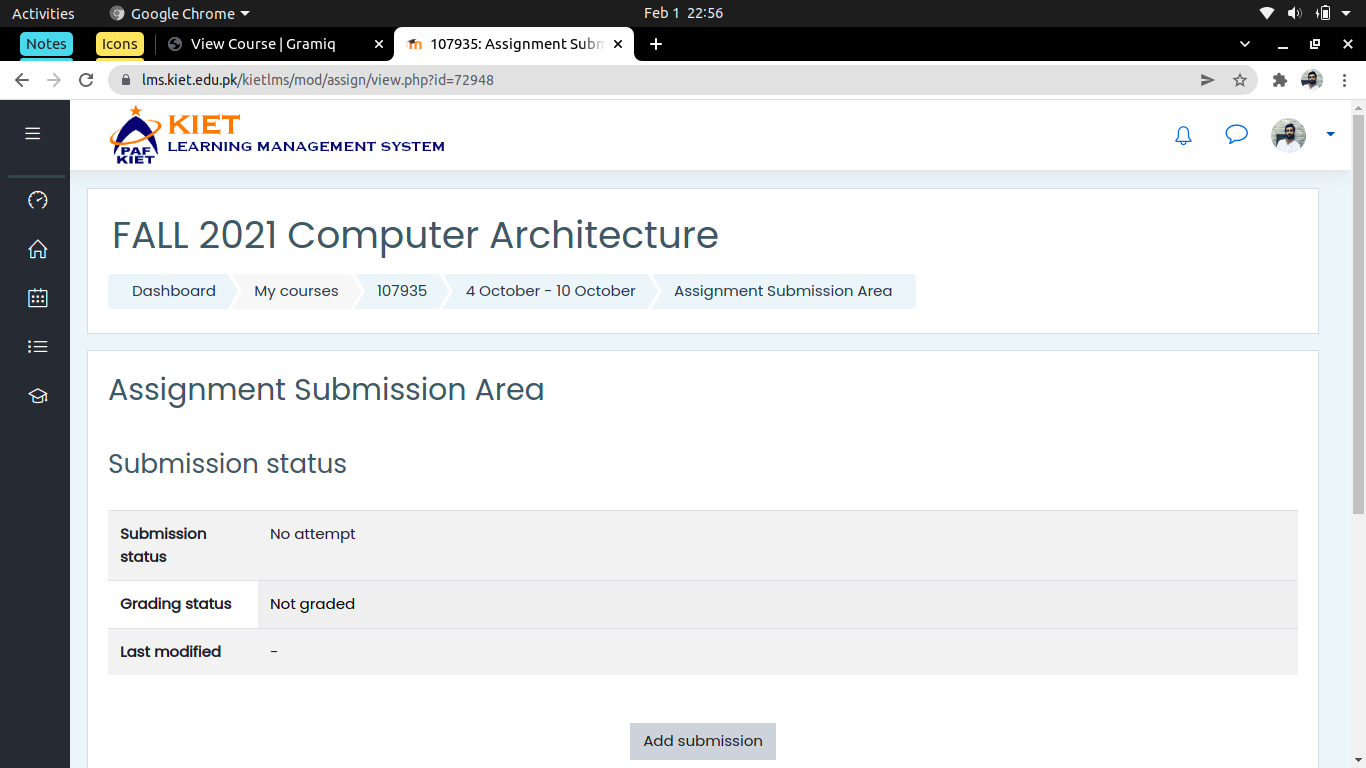 Activities
Google Chrome
Feb 1 22:56
Notes
Icons
View Course | Gramiq
107935: Assignment Subm
lms.kiet.edu.pk/kietlms/mod/assign/view.php?id=72948
PAF
KIET
KIET
LEARNING MANAGEMENT SYSTEM
FALL 2021 Computer Architecture
Dashboard
My courses
107935
4 October - 10 October
Assignment Submission Area
Assignment Submission Area
Submission status
Submission
status
No attempt
Grading status
Not graded
Last modified
-
Add submission